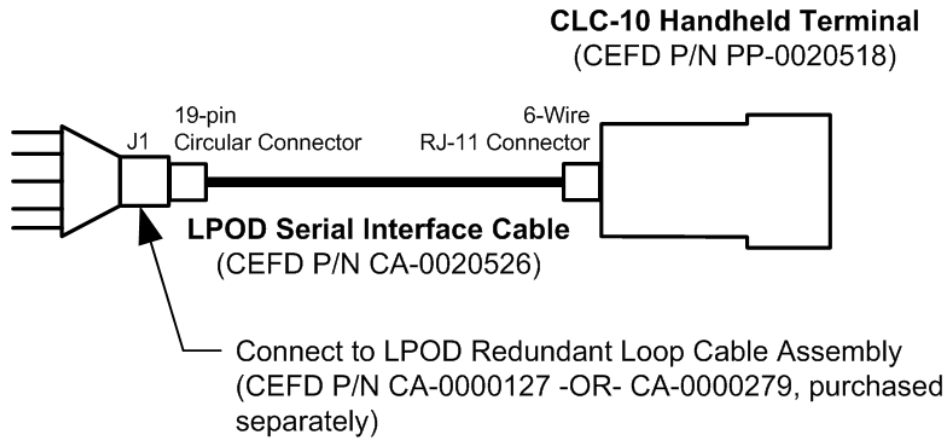 CLC-10 Handheld Terminal
(CEFD P/N PP-0020518)
19-pin
Circular Connector
J1
6-Wire
RJ-11 Connector
LPOD Serial Interface Cable
(CEFD P/N CA-0020526)
Connect to LPOD Redundant Loop Cable Assembly
(CEFD P/N CA-0000127 -OR- CA-0000279, purchased
separately)